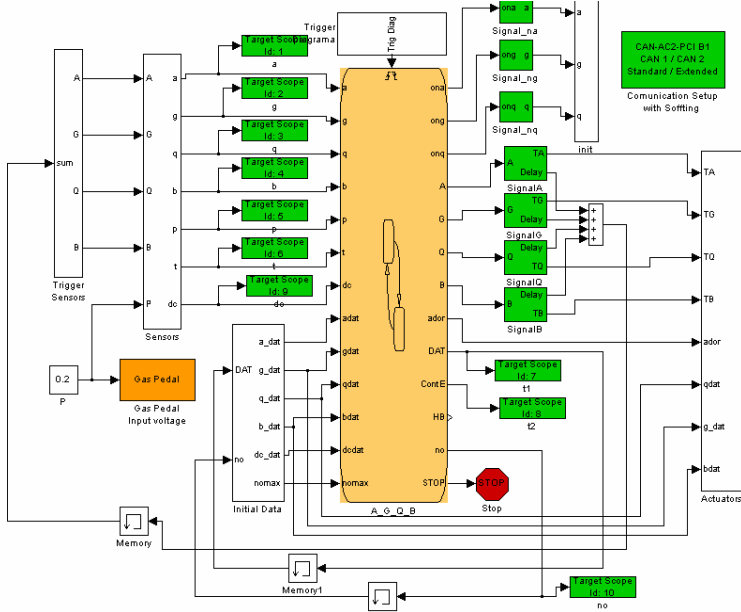 Trigger
Diagrama
Trig Diag
ona a
Signal_na
ong g
Signal_ng
onq q
Signal_nq
a
g
q
init
CAN-AC2-PCI B1
CAN 1 / CAN 2
Standard / Extended
Comunication Setup
with Soffting
sum
A
G
Q
B
Trigger
Sensors
A
G
Q
B
P
a
g
q
b
p
t
dc
Sensors
Target Scope
Id: 1
a
Target Scope
Id: 2
g
Target Scope
Id: 3
q
Target Scope
Id: 4
b
Target Scope
Id: 5
p
Target Scope
Id: 6
t
Target Scope
Id: 9
dc
a
g
q
b
p
t
dc
adat
gdat
qdat
bdat
dcdat
nomax
ona
ong
onq
A
G
Q
B
ador
DAT
ContE
HB
no
STOP
A_G_Q_B
A
TA
Delay
SignalA
G
TG
Delay
SignalG
Q
Delay
TQ
SignalQ
B
Delay
TB
SignalB
+
+
+
+
TA
TG
TQ
TB
ador
qdat
g_dat
bdat
Actuators
0.2
P
Gas Pedal
Gas Pedal
Input voltage
DAT
no
a_dat
g_dat
q_dat
b_dat
dc_dat
nomax
Initial Data
Target Scope
Id: 7
t1
Target Scope
Id: 8
t2
STOP
Stop
Memory
Memory1
Target Scope
Id: 10
no